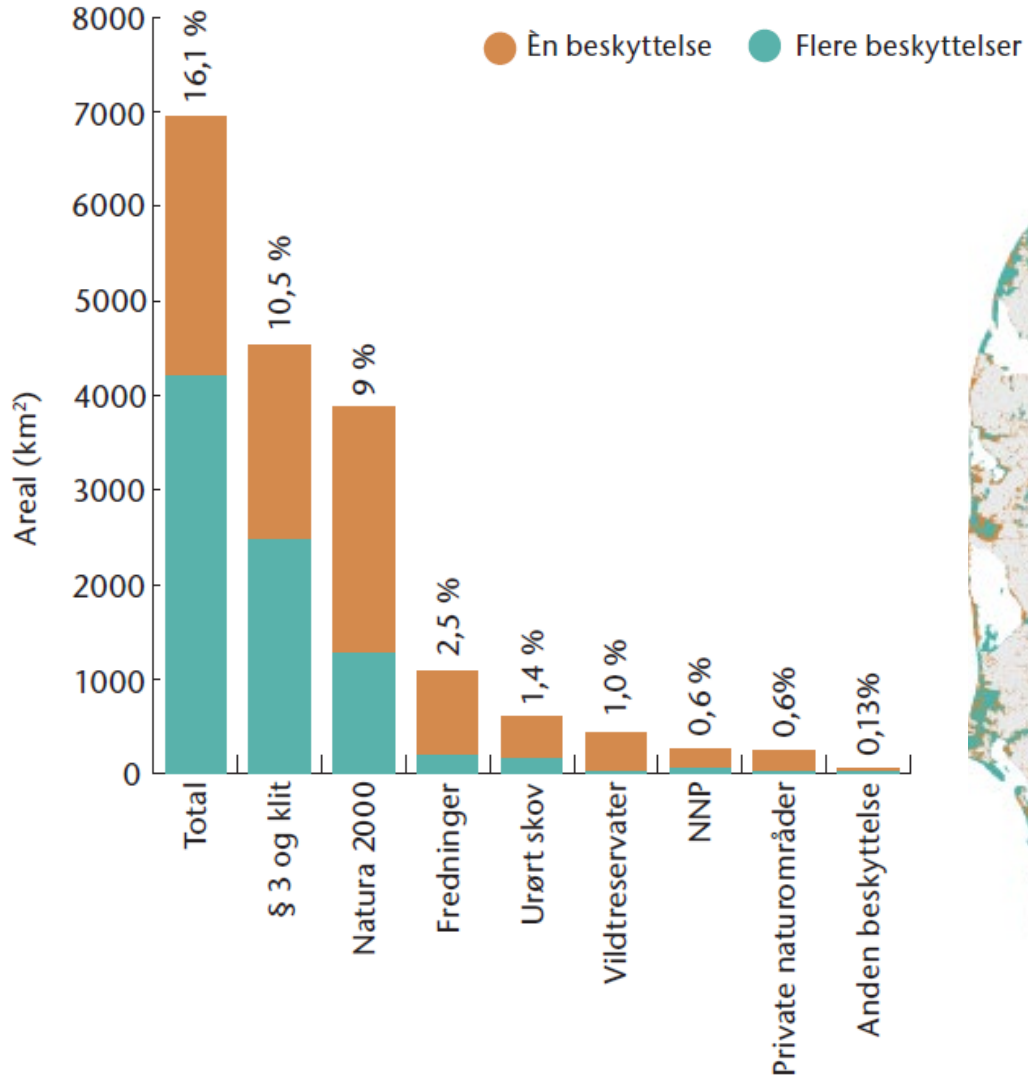 Èn beskyttelse
Flere beskyttelser
Areal (km²)
8000
7000
6000
5000
4000
3000
2000
1000
0
16,1 %
10,5 %
9 %
2,5 %
1,4 %
1,0 %
0,6 %
0,6%
0,13%
Total
§ 3 og klit
Natura 2000
Fredninger
Urørt skov
Vildtreservater
NNP
Private naturområder
Anden beskyttelse